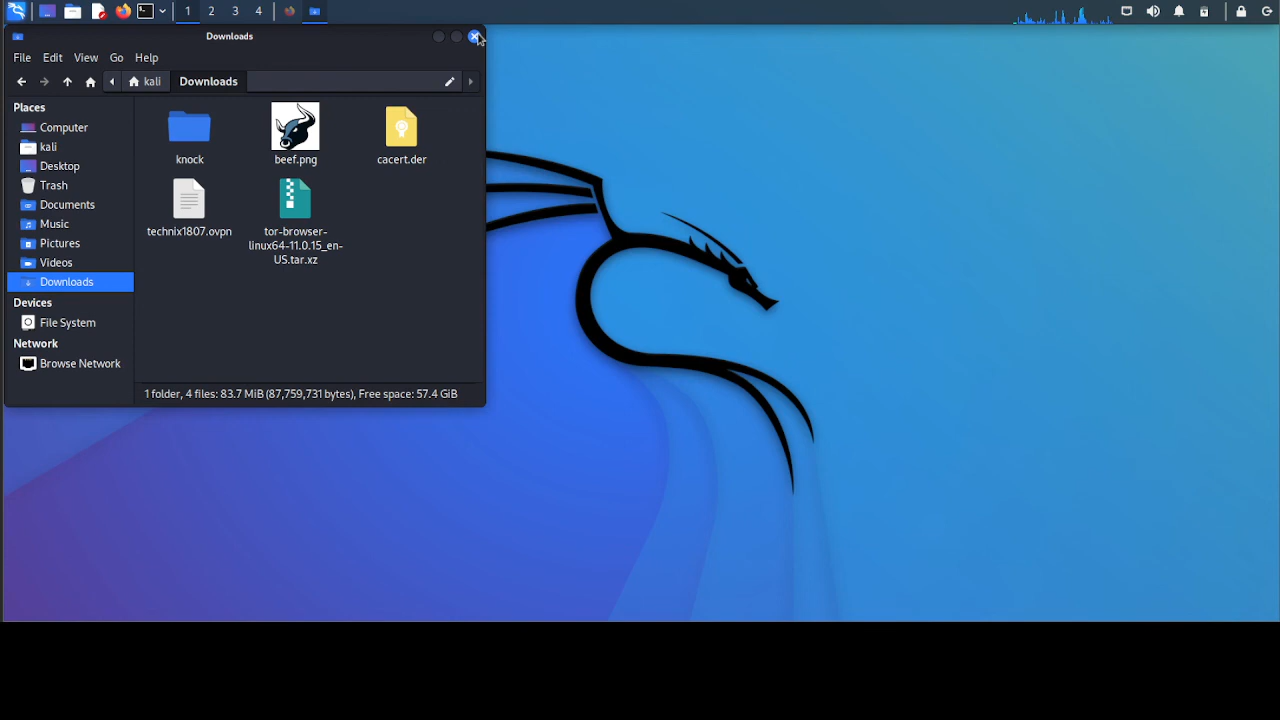 1 2 3 4
Downloads
File Edit View Go Help
kali Downloads
Places
Computer
kali
Desktop
Trash
Documents
Music
Pictures
Videos
Downloads
Devices
File System
Network
Browse Network
knock beef.png cacert.der
technix1807.ovpn tor-browser-
linux64-11.0.15_en-
US.tar.xz
1 folder, 4 files: 83.7 MiB (87,759,731 bytes), Free space: 57.4 GiB